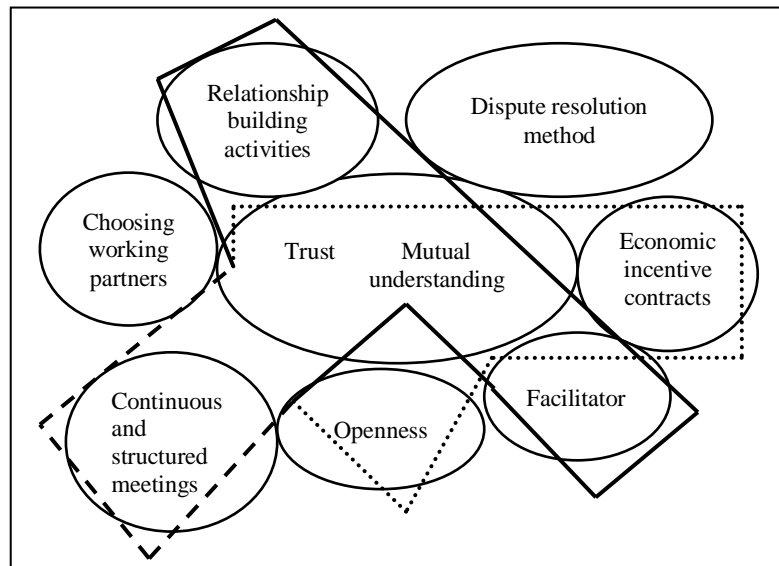 Relationship
building
activities
Dispute resolution
method
Choosing
working
partners
Trust Mutual
understanding
Economic
incentive
contracts
Continuous
and
structured
meetings
Openness
Facilitator